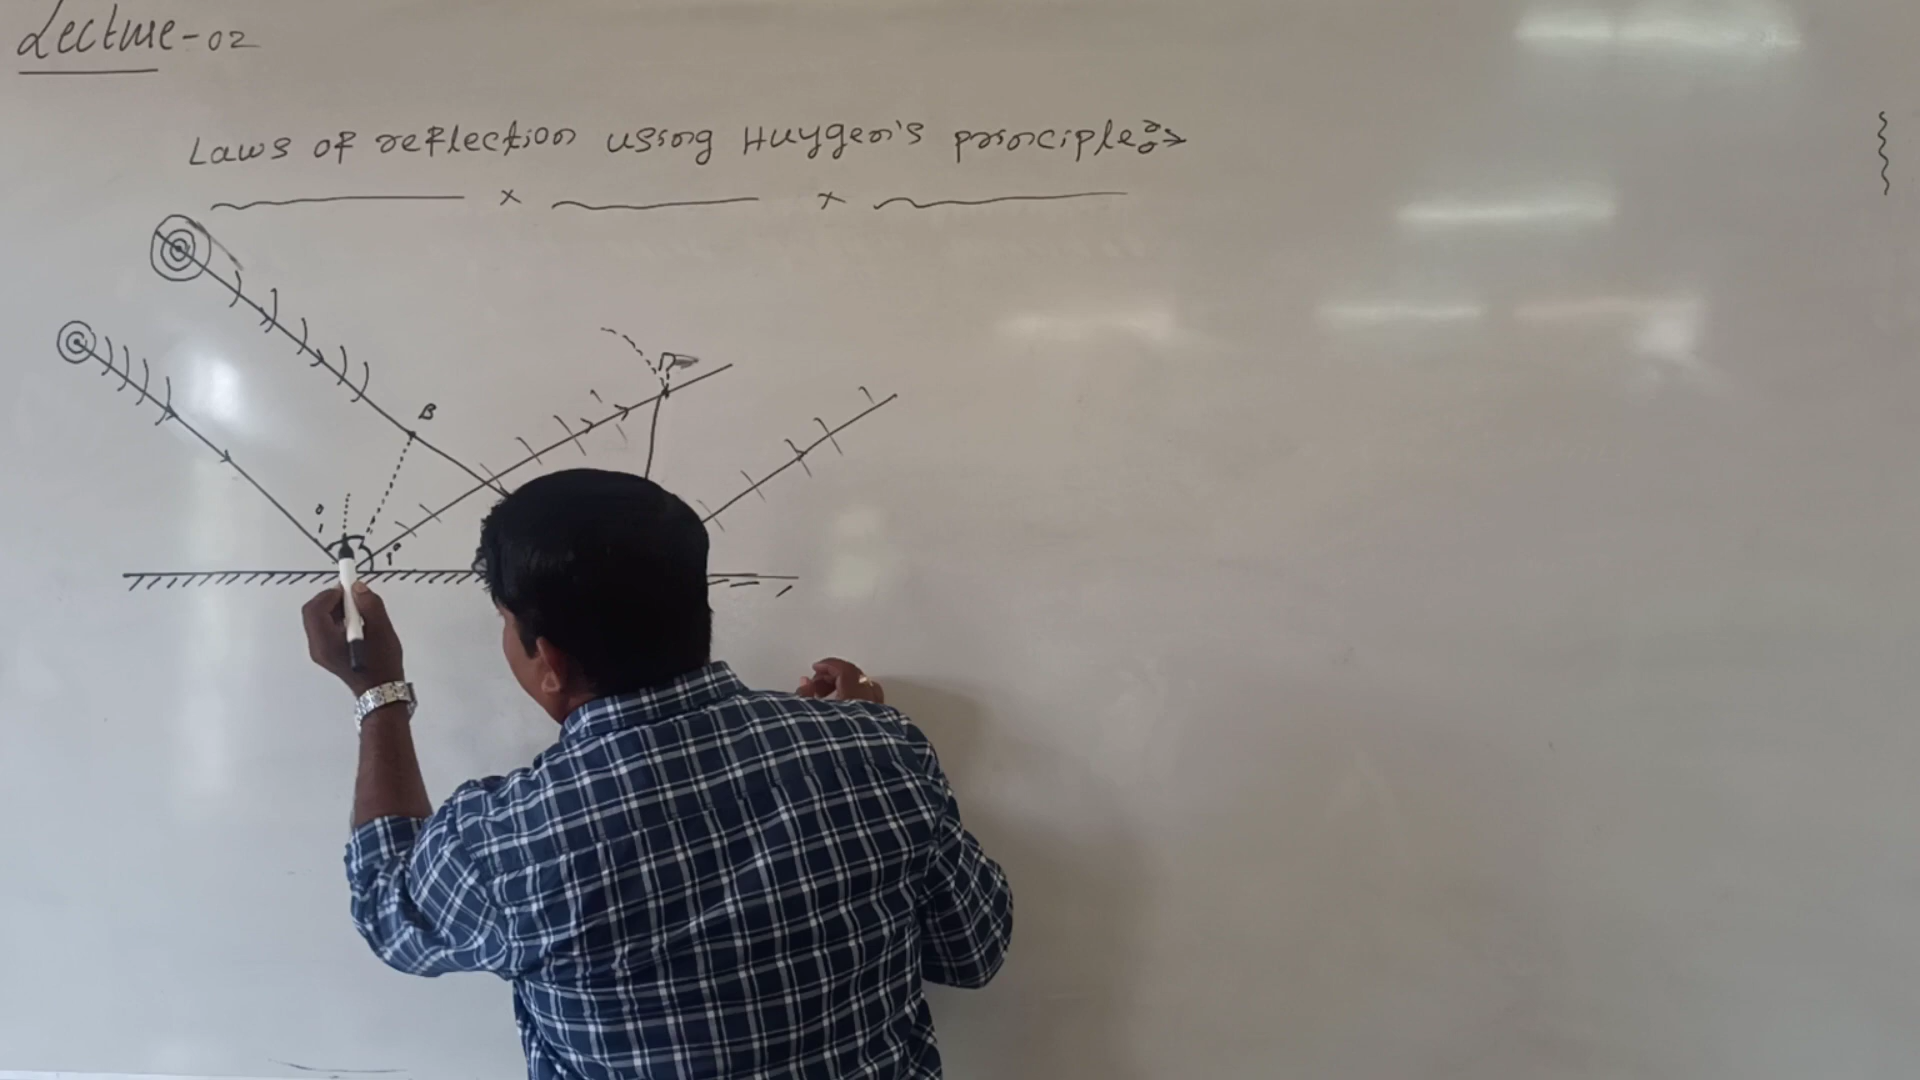 Lecture-02
Laws of reflection using Huygen's principle:→
B
i
i